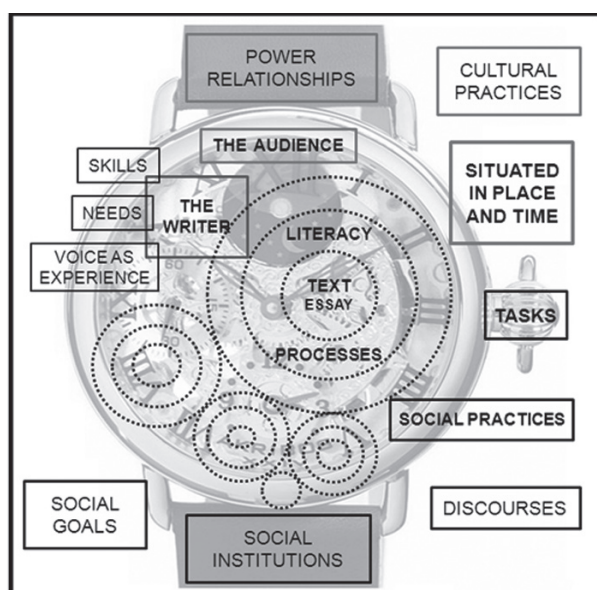 POWER
RELATIONSHIPS
CULTURAL
PRACTICES
THE AUDIENCE
SKILLS
THE
WRITER
SITUATED
IN PLACE
AND TIME
NEEDS
LITERACY
VOICE AS
EXPERIENCE
TEXT
ESSAY
TASKS
PROCESSES
SOCIAL PRACTICES
SOCIAL
GOALS
DISCOURSES
SOCIAL
INSTITUTIONS